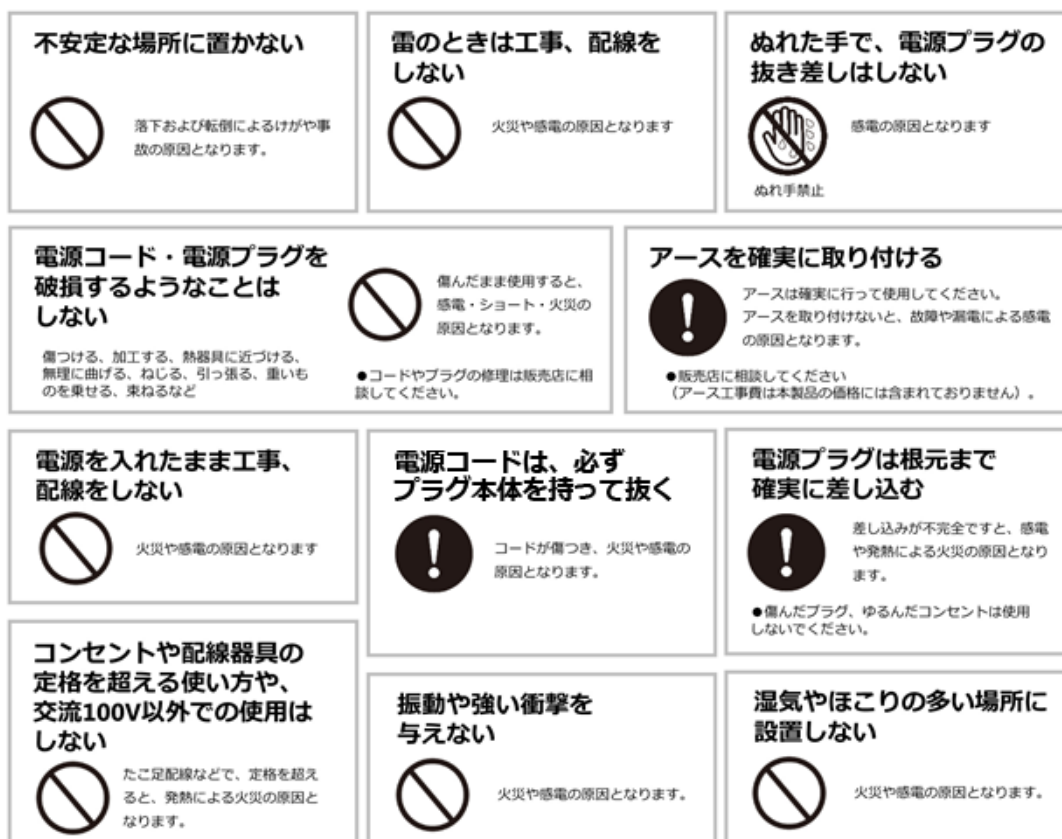 不安定な場所に置かない
落下および転倒によるけがや事
故の原因となります。
雷のときは工事、配線を
しない
火災や感電の原因となります
ぬれた手で、電源プラグの
抜き差しはしない
感電の原因となります
ぬれ手禁止
電源コード・電源プラグを
破損するようなことは
しない
傷つける、加工する、熱器具に近づける、
無理に曲げる、ねじる、引っ張る、重いも
のを乗せる、束ねるなど
傷んだまま使用すると、
感電・ショート・火災の
原因となります。
●コードやプラグの修理は販売店に相
談してください。
アースを確実に取り付ける
アースは確実に行って使用してください。
アースを取り付けないと、故障や漏電による感電
の原因となります。
●販売店に相談してください
（アース工事費は本製品の価格には含まれておりません）。
電源を入れたまま工事、
配線をしない
火災や感電の原因となります
電源コードは、必ず
プラグ本体を持って抜く
コードが傷つき、火災や感電の
原因となります。
電源プラグは根元まで
確実に差し込む
差し込みが不完全ですと、感電
や発熱による火災の原因となり
ます。
●傷んだプラグ、ゆるんだコンセントは使用
しないでください。
コンセントや配線器具の
定格を超える使い方や、
交流100V以外での使用は
しない
たこ足配線などで、定格を超え
ると、発熱による火災の原因と
なります。
振動や強い衝撃を
与えない
火災や感電の原因となります。
湿気やほこりの多い場所に
設置しない
火災や感電の原因となります。